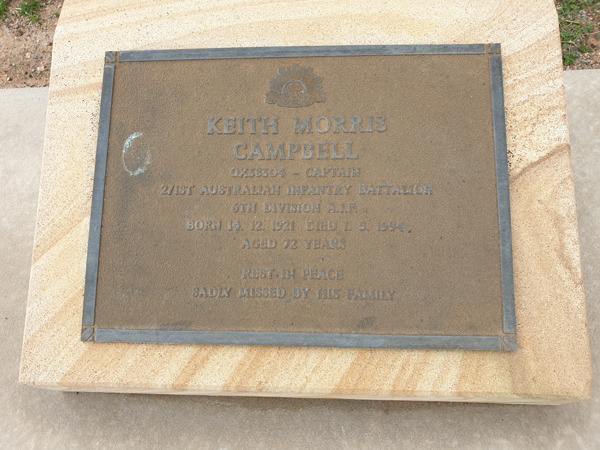 KEITH MORRIS
CAMPBELL
QX38304 - CAPTAIN
2/1ST AUSTRALIAN INFANTRY BATTALION
6TH DIVISION A.I.F.
BORN 14. 12. 1921 DIED 1. 5. 1994
AGED 72 YEARS
REST IN PEACE
SADLY MISSED BY HIS FAMILY